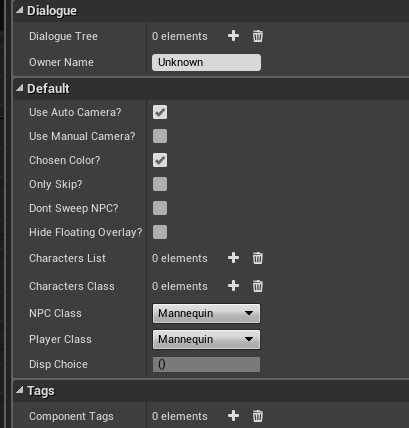 Dialogue
Dialogue Tree 0 elements
Owner Name Unknown
Default
Use Auto Camera?
Use Manual Camera?
Chosen Color?
Only Skip?
Dont Sweep NPC?
Hide Floating Overlay?
Characters List 0 elements
Characters Class 0 elements
NPC Class Mannequin
Player Class Mannequin
Disp Choice ()
Tags
Component Tags 0 elements